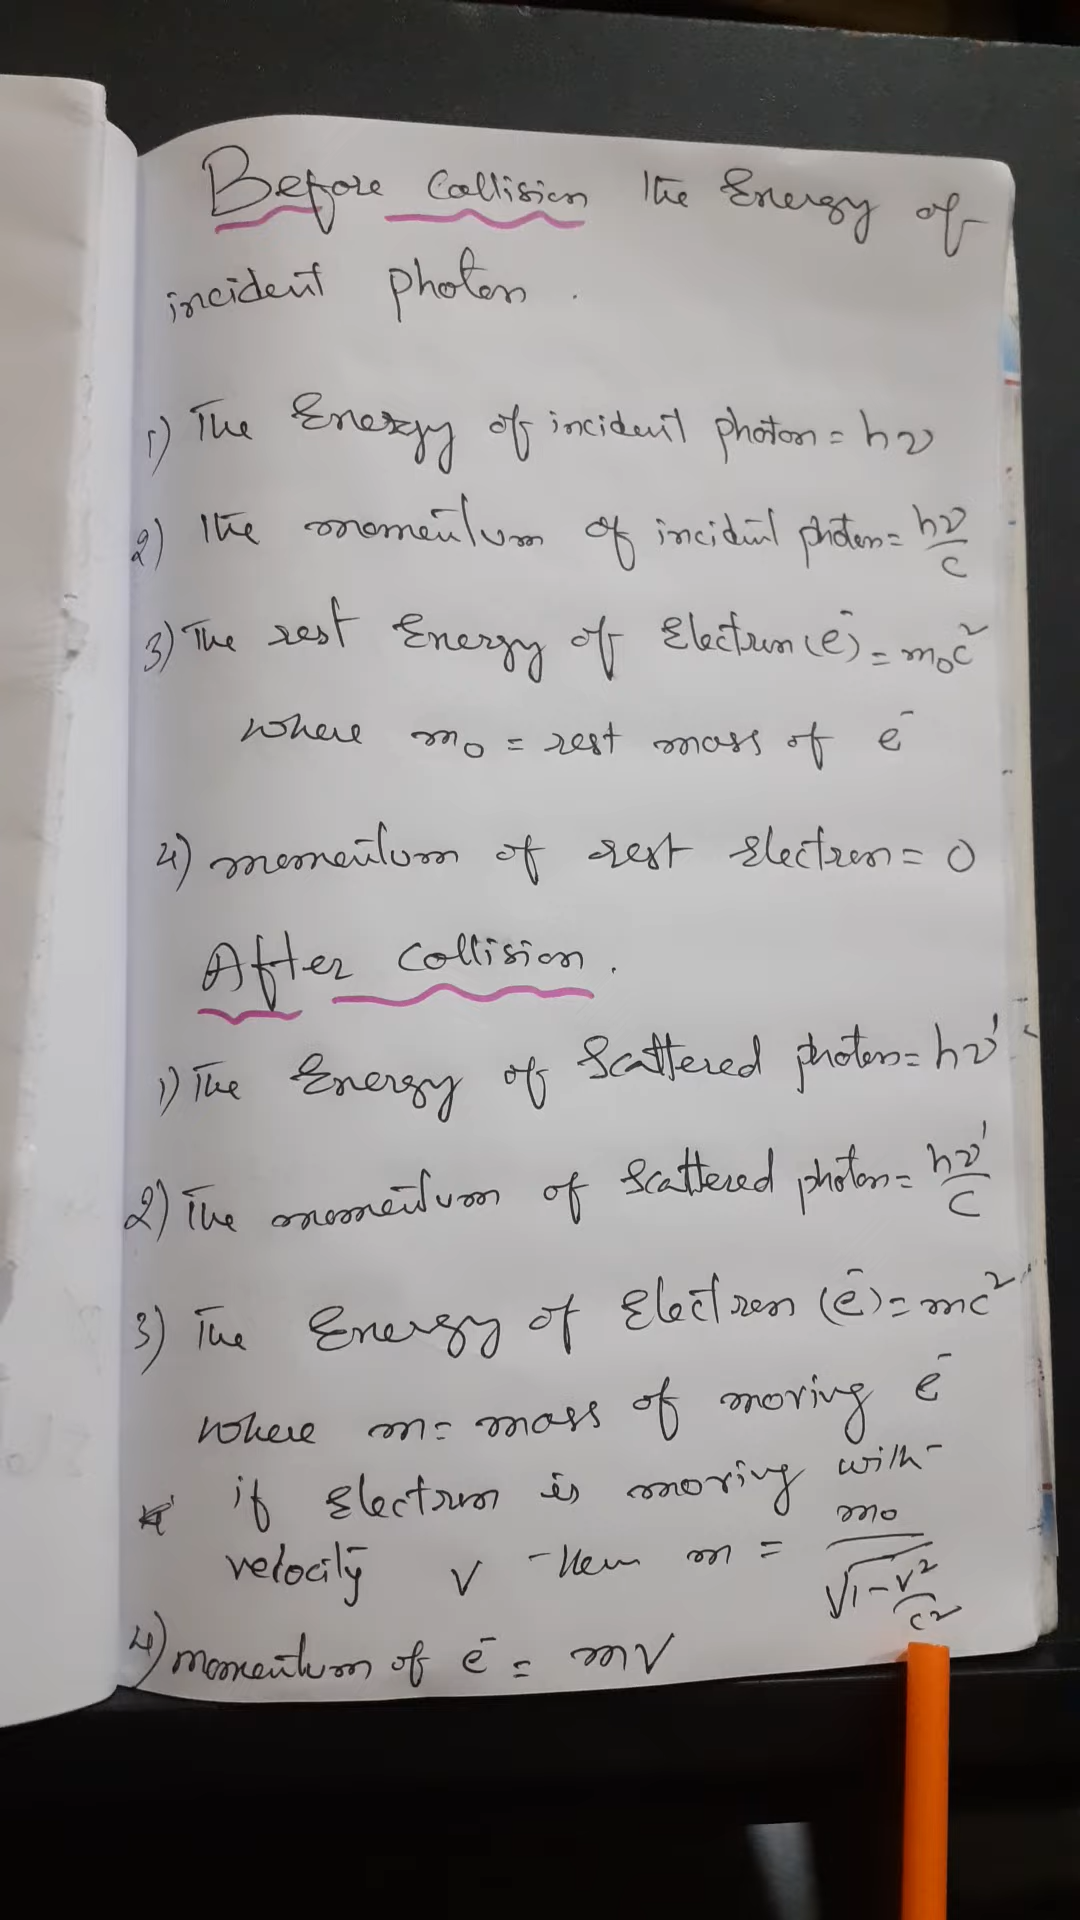 Before Collision The Energy of
incident photon.
1) The Energy of incident photon = hν
2) The momentum of incident photon = hν/c
3) The rest Energy of Electron (e⁻) = m₀c²
where m₀ = rest mass of e⁻
4) momentum of rest Electron = 0
After Collision.
1) The Energy of Scattered photon = hν'
2) The momentum of Scattered photon = hν'/c
3) The Energy of Electron (e⁻) = mc²
where m = mass of moving e⁻
if Electron is moving with
velocity v then m = m₀/√1-v²/c²
4) momentum of e⁻ = mv